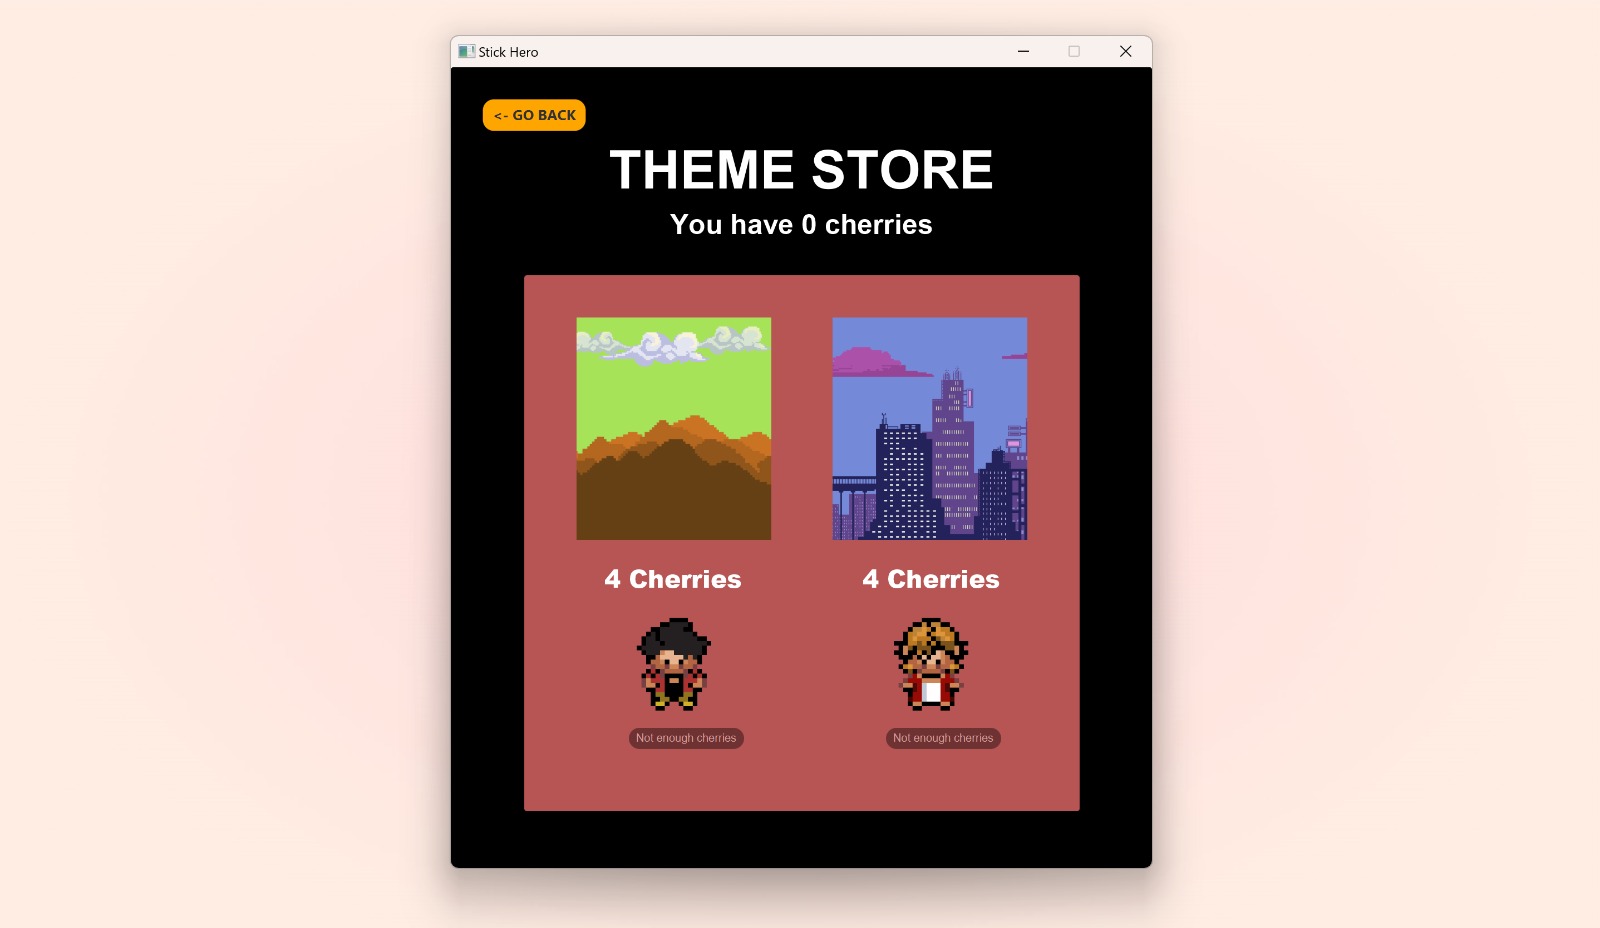 Stick Hero
<- GO BACK
THEME STORE
You have 0 cherries
4 Cherries
4 Cherries
Not enough cherries
Not enough cherries